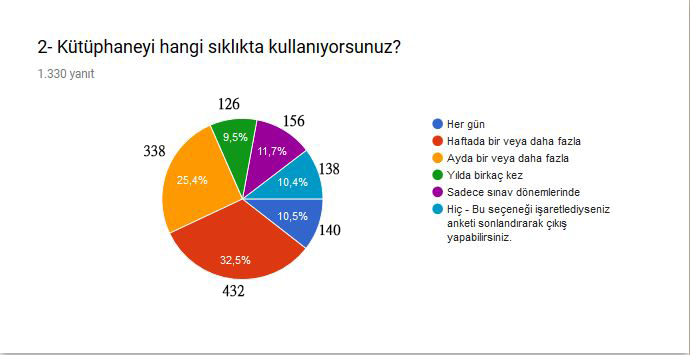 2- Kütüphaneyi hangi sıklıkta kullanıyorsunuz?
1.330 yanıt
126
156
338
138
140
432
9,5%
11,7%
25,4%
10,4%
10,5%
32,5%
Her gün
Haftada bir veya daha fazla
Ayda bir veya daha fazla
Yılda birkaç kez
Sadece sınav dönemlerinde
Hiç - Bu seçeneği işaretlediyseniz
anketi sonlandırarak çıkış
yapabilirsiniz.